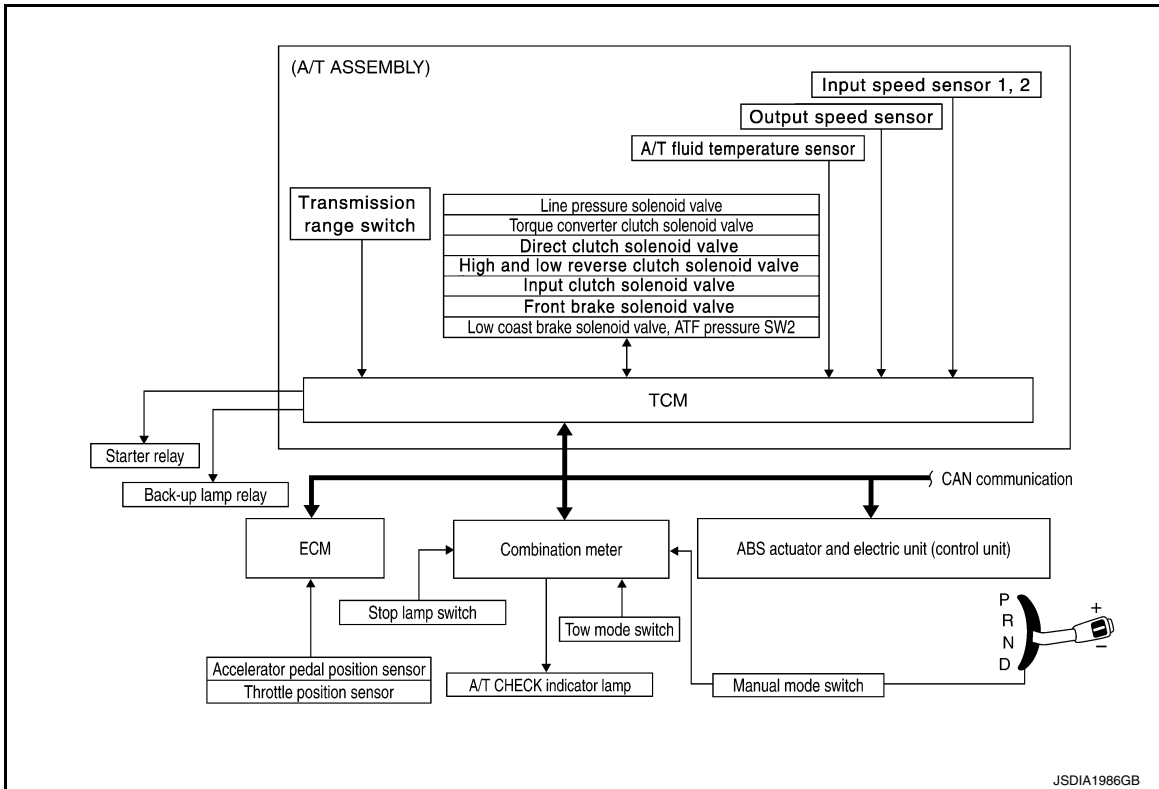 (A/T ASSEMBLY)
Input speed sensor 1, 2
Output speed sensor
A/T fluid temperature sensor
Transmission
range switch
Line pressure solenoid valve
Torque converter clutch solenoid valve
Direct clutch solenoid valve
High and low reverse clutch solenoid valve
Input clutch solenoid valve
Front brake solenoid valve
Low coast brake solenoid valve, ATF pressure SW2
TCM
Starter relay
Back-up lamp relay
CAN communication
ECM
Combination meter
ABS actuator and electric unit (control unit)
Stop lamp switch
Tow mode switch
P
R
N
D
+
−
Accelerator pedal position sensor
Throttle position sensor
A/T CHECK indicator lamp
Manual mode switch
JSDIA1986GB